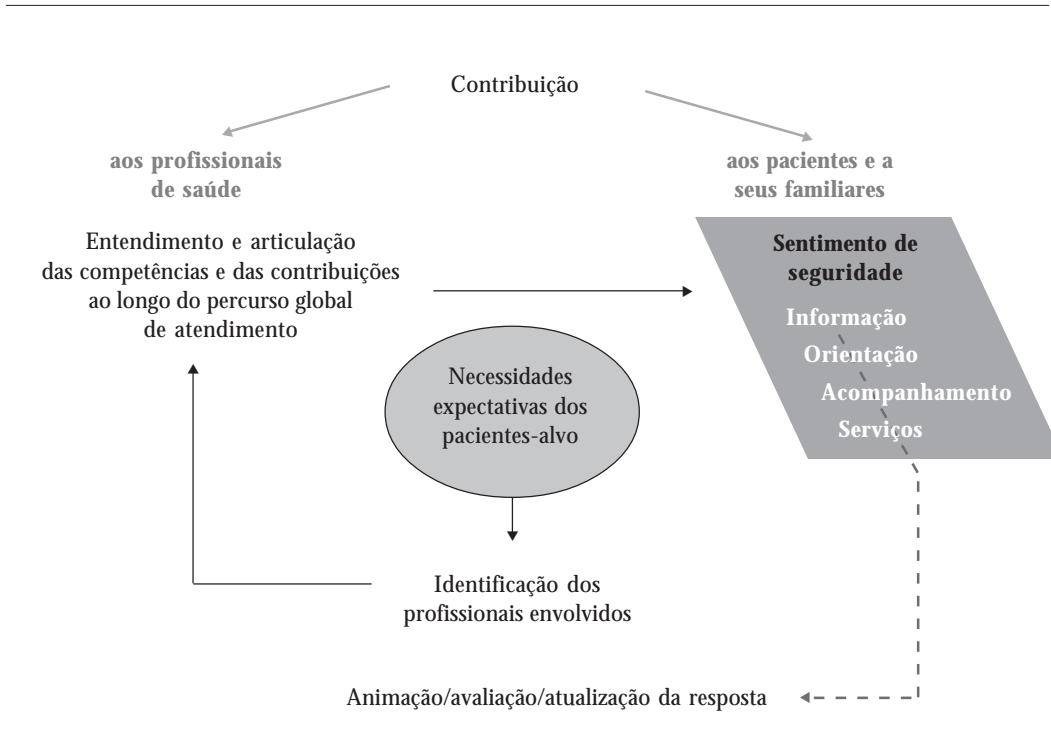 Contribuição
aos profissionais
de saúde
aos pacientes e a
seus familiares
Entendimento e articulação
das competências e das contribuições
ao longo do percurso global
de atendimento
Sentimento de
seguridade
Informação
Orientação
Acompanhamento
Serviços
Necessidades
expectativas dos
pacientes-alvo
Identificação dos
profissionais envolvidos
Animação/avaliação/atualização da resposta